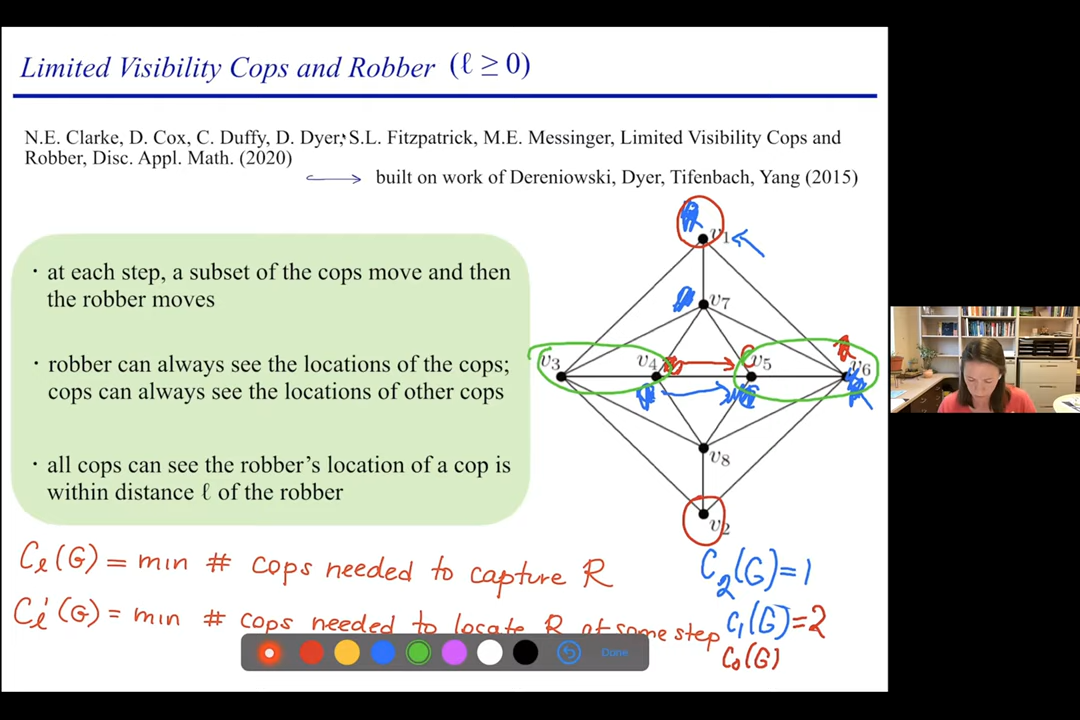 Limited Visibility Cops and Robber (ℓ ≥ 0)
N.E. Clarke, D. Cox, C. Duffy, D. Dyer, S.L. Fitzpatrick, M.E. Messinger, Limited Visibility Cops and
Robber, Disc. Appl. Math. (2020)
built on work of Dereniowski, Dyer, Tifenbach, Yang (2015)
· at each step, a subset of the cops move and then
the robber moves
· robber can always see the locations of the cops;
cops can always see the locations of other cops
· all cops can see the robber's location of a cop is
within distance ℓ of the robber
v1
v7
v3
v4
v5
v6
v8
v2
Cℓ(G) = min # cops needed to capture R
Cℓ'(G) = min # cops needed to locate R at some step
C2(G)=1
C1(G)=2
C0(G)
Done